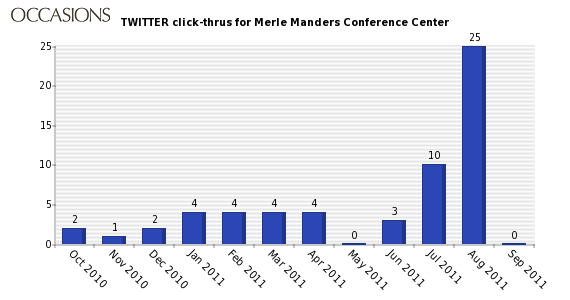 OCCASIONS
TWITTER click-thrus for Merle Manders Conference Center
25
20
15
10
5
0
2
1
2
4
4
4
4
0
3
10
25
0
Oct 2010
Nov 2010
Dec 2010
Jan 2011
Feb 2011
Mar 2011
Apr 2011
May 2011
Jun 2011
Jul 2011
Aug 2011
Sep 2011